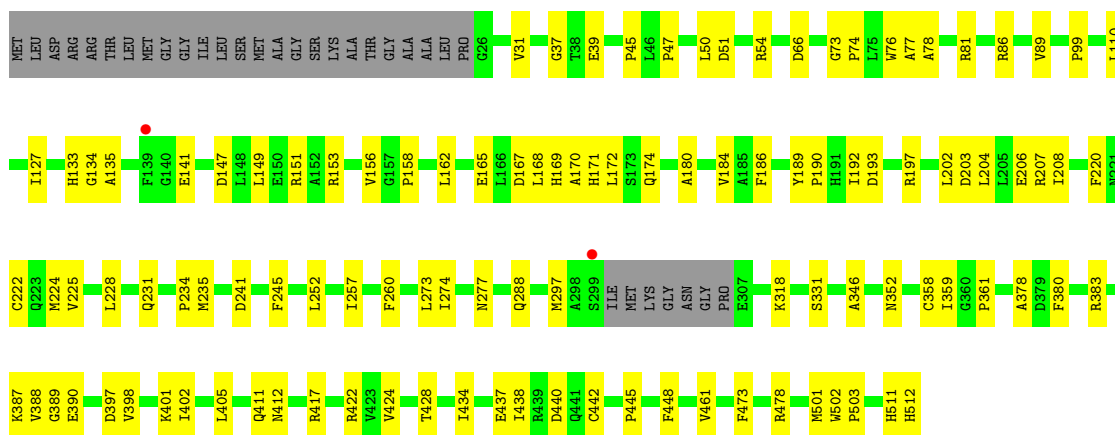 MET LEU ASP ARG ARG THR LEU MET GLY GLY ILE LEU SER MET ALA GLY SER LYS ALA THR GLY ALA ALA LEU PRO G26 V31 G37 T38 E39 P45 L46 P47 L50 D51 R54 D66 G73 P74 L75 W76 A77 A78 R81 R86 V89 P99 L110
I127 H133 G134 A135 F139 G140 E141 D147 L148 L149 E150 R151 A152 R153 V156 G157 P158 L162 E165 L166 D167 L168 H169 A170 H171 L172 S173 Q174 A180 V184 A185 F186 Y189 P190 H191 I192 D193 R197 L202 D203 L204 L205 E206 R207 I208 F220 N221
C222 Q223 M224 V225 L228 Q231 P234 M235 D241 F245 L252 I257 F260 L273 I274 N277 Q288 M297 A298 S299 ILE MET LYS GLY ASN GLY PRO E307 K318 S331 A346 N352 C358 I359 G360 P361 A378 D379 F380 R383
K387 V388 G389 E390 D397 V398 K401 I402 L405 Q411 N412 R417 R422 V423 V424 T428 I434 E437 I438 R439 D440 Q441 C442 P445 F448 V461 F473 R478 M501 W502 P503 H511 H512